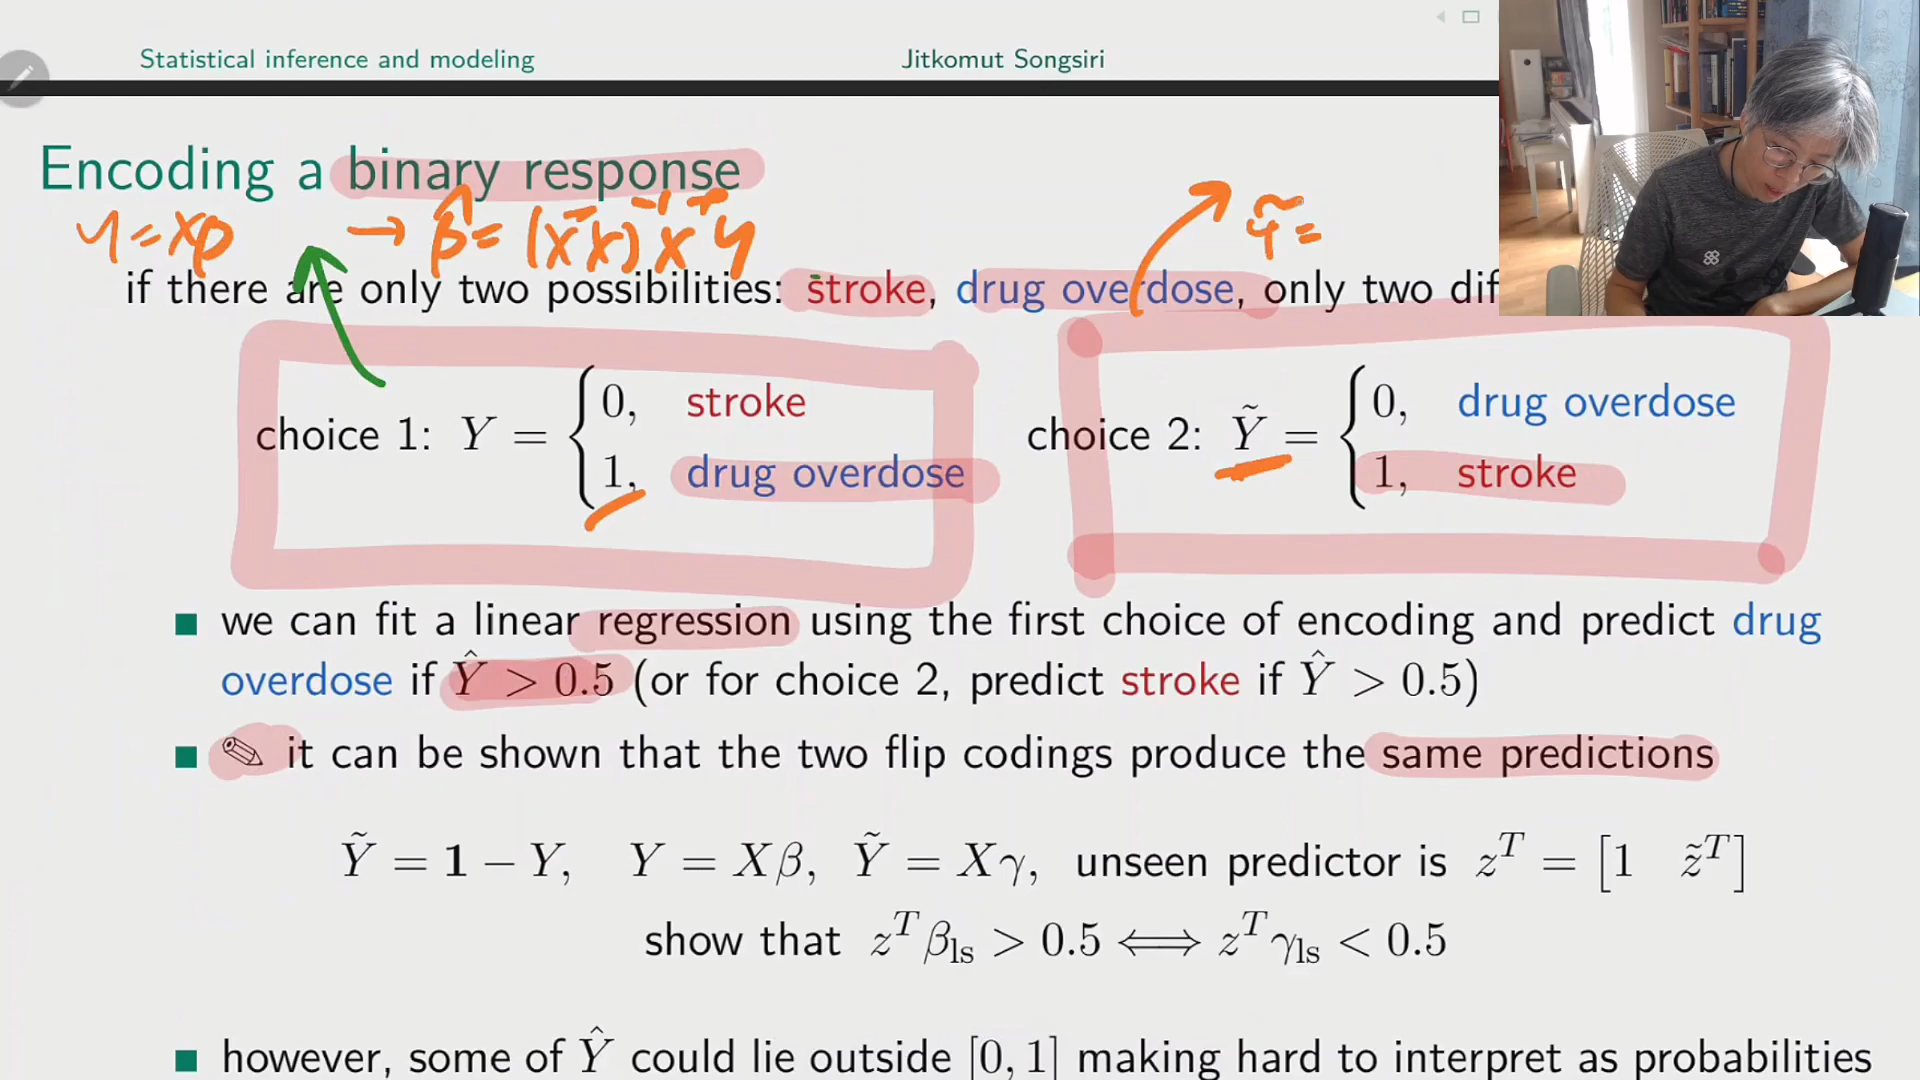 Statistical inference and modeling Jitkomut Songsiri
Encoding a binary response
y = Xβ → β̂ = (XᵀX)⁻¹Xᵀy
Ỹ =
if there are only two possibilities: stroke, drug overdose, only two dif
choice 1: Y = { 0, stroke
1, drug overdose
choice 2: Ỹ = { 0, drug overdose
1, stroke
■ we can fit a linear regression using the first choice of encoding and predict drug
overdose if Ŷ > 0.5 (or for choice 2, predict stroke if Ŷ > 0.5)
■ ✎ it can be shown that the two flip codings produce the same predictions
Ỹ = 𝟏 − Y, Y = Xβ, Ỹ = Xγ, unseen predictor is zᵀ = [1 z̃ᵀ]
show that zᵀβ_ls > 0.5 ⟺ zᵀγ_ls < 0.5
■ however, some of Ŷ could lie outside [0, 1] making hard to interpret as probabilities